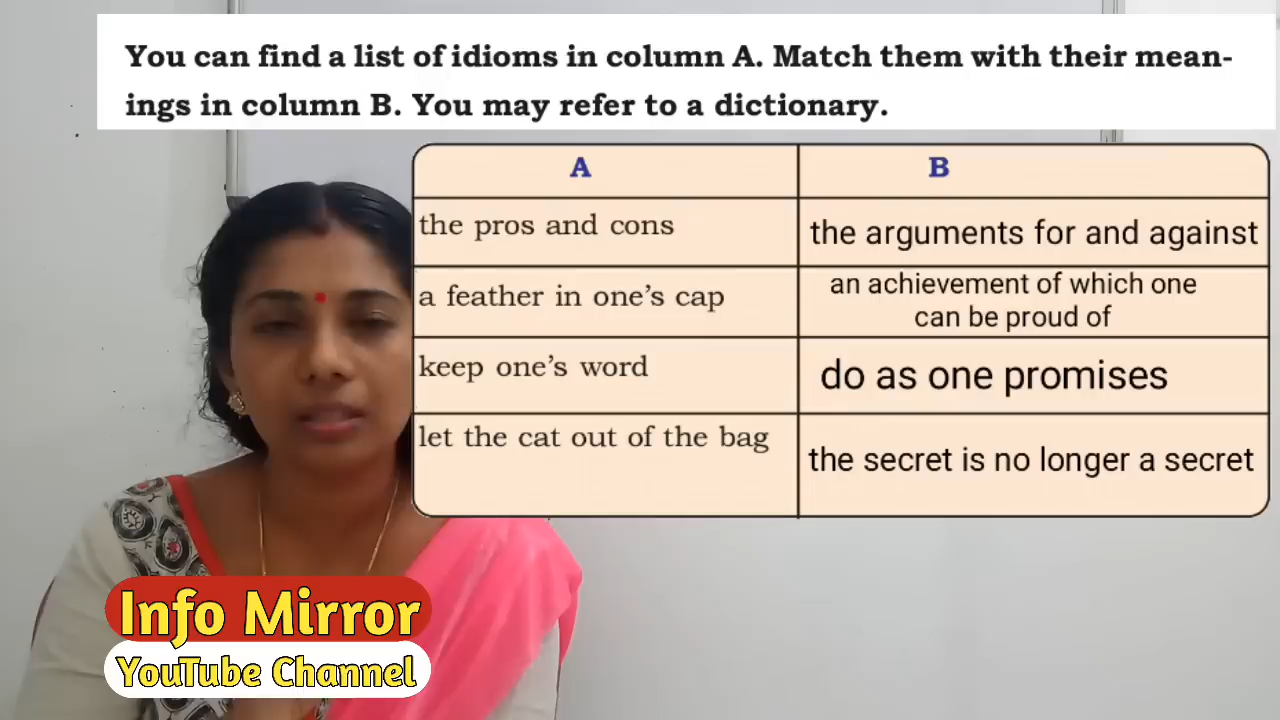 You can find a list of idioms in column A. Match them with their mean-
ings in column B. You may refer to a dictionary.
A B
the pros and cons the arguments for and against
a feather in one's cap an achievement of which one
can be proud of
keep one's word do as one promises
let the cat out of the bag the secret is no longer a secret
Info Mirror
YouTube Channel